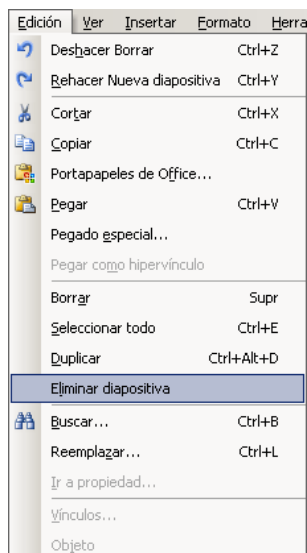 Edición Ver Insertar Formato Herra
Deshacer Borrar Ctrl+Z
Rehacer Nueva diapositiva Ctrl+Y
Cortar Ctrl+X
Copiar Ctrl+C
Portapapeles de Office...
Pegar Ctrl+V
Pegado especial...
Pegar como hipervínculo
Borrar Supr
Seleccionar todo Ctrl+E
Duplicar Ctrl+Alt+D
Eliminar diapositiva
Buscar... Ctrl+B
Reemplazar... Ctrl+L
Ir a propiedad...
Vínculos...
Objeto